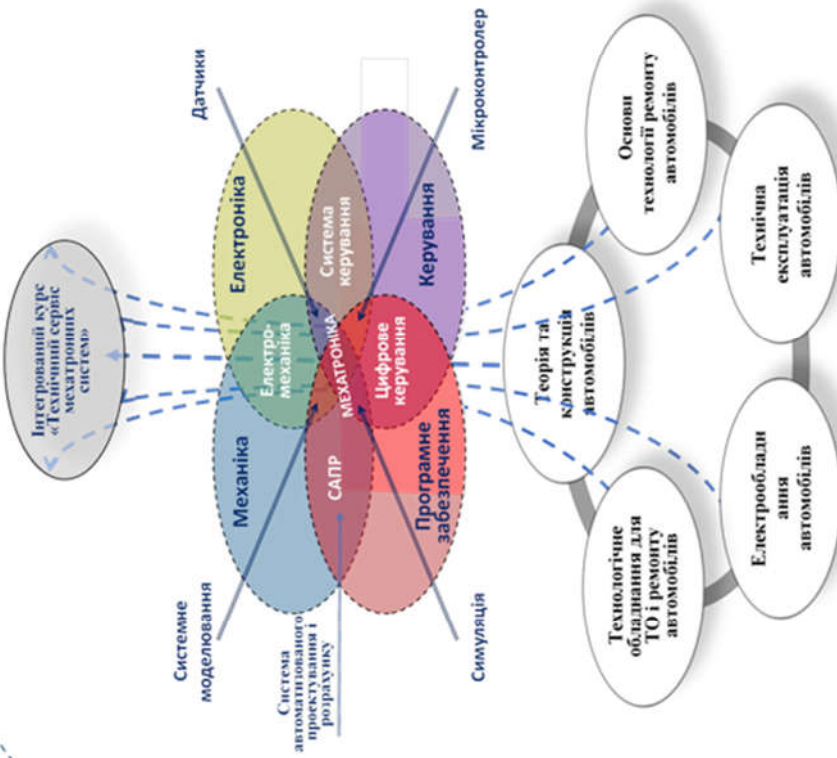 Інтегрований курс
«Технічний сервіс
мехатронних
систем»
Датчики
Мікроконтролер
Системне
моделювання
Система
автоматизованого
проектування і
розрахунку
Симуляція
Механіка
Електроніка
Електро-
механіка
САПР
МЕХАТРОНІКА
Система
керування
Цифрове
керування
Програмне
забезпечення
Керування
Теорія та
конструкцій
автомобілів
Технологічне
обладнання для
ТО і ремонту
автомобілів
Основи
технології ремонту
автомобілів
Електрообладн
ання
автомобілів
Технічна
експлуатація
автомобілів